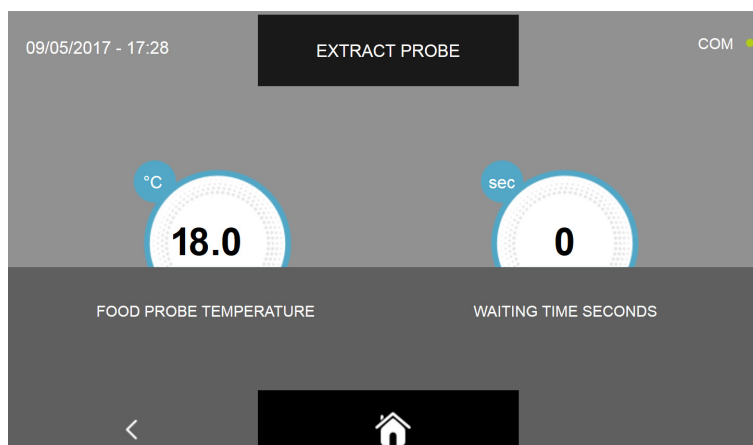 09/05/2017 - 17:28
EXTRACT PROBE
COM
°C
sec
18.0
0
FOOD PROBE TEMPERATURE
WAITING TIME SECONDS